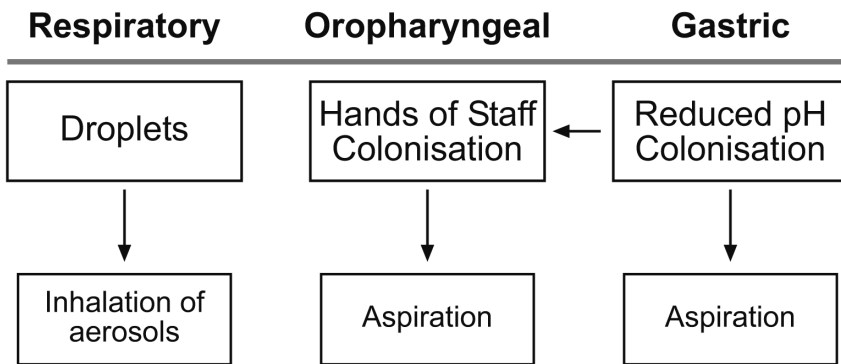 Respiratory
Oropharyngeal
Gastric
Droplets
Hands of Staff
Colonisation
Reduced pH
Colonisation
Inhalation of
aerosols
Aspiration
Aspiration